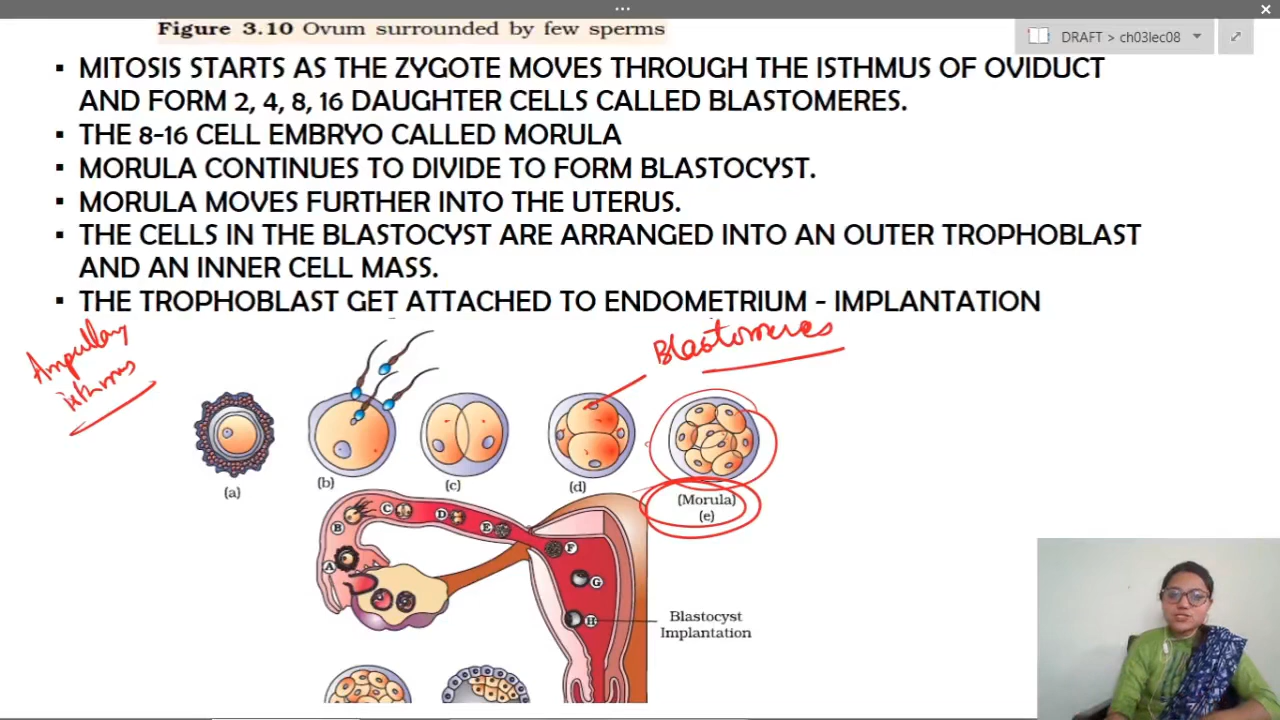 Figure 3.10 Ovum surrounded by few sperms
DRAFT > ch03lec08
▪ MITOSIS STARTS AS THE ZYGOTE MOVES THROUGH THE ISTHMUS OF OVIDUCT
AND FORM 2, 4, 8, 16 DAUGHTER CELLS CALLED BLASTOMERES.
▪ THE 8-16 CELL EMBRYO CALLED MORULA
▪ MORULA CONTINUES TO DIVIDE TO FORM BLASTOCYST.
▪ MORULA MOVES FURTHER INTO THE UTERUS.
▪ THE CELLS IN THE BLASTOCYST ARE ARRANGED INTO AN OUTER TROPHOBLAST
AND AN INNER CELL MASS.
▪ THE TROPHOBLAST GET ATTACHED TO ENDOMETRIUM - IMPLANTATION
Ampullary
isthmus
Blastomeres
(a)
(b)
(c)
(d)
(Morula)
(e)
A
B
C
D
E
F
G
H
Blastocyst
Implantation